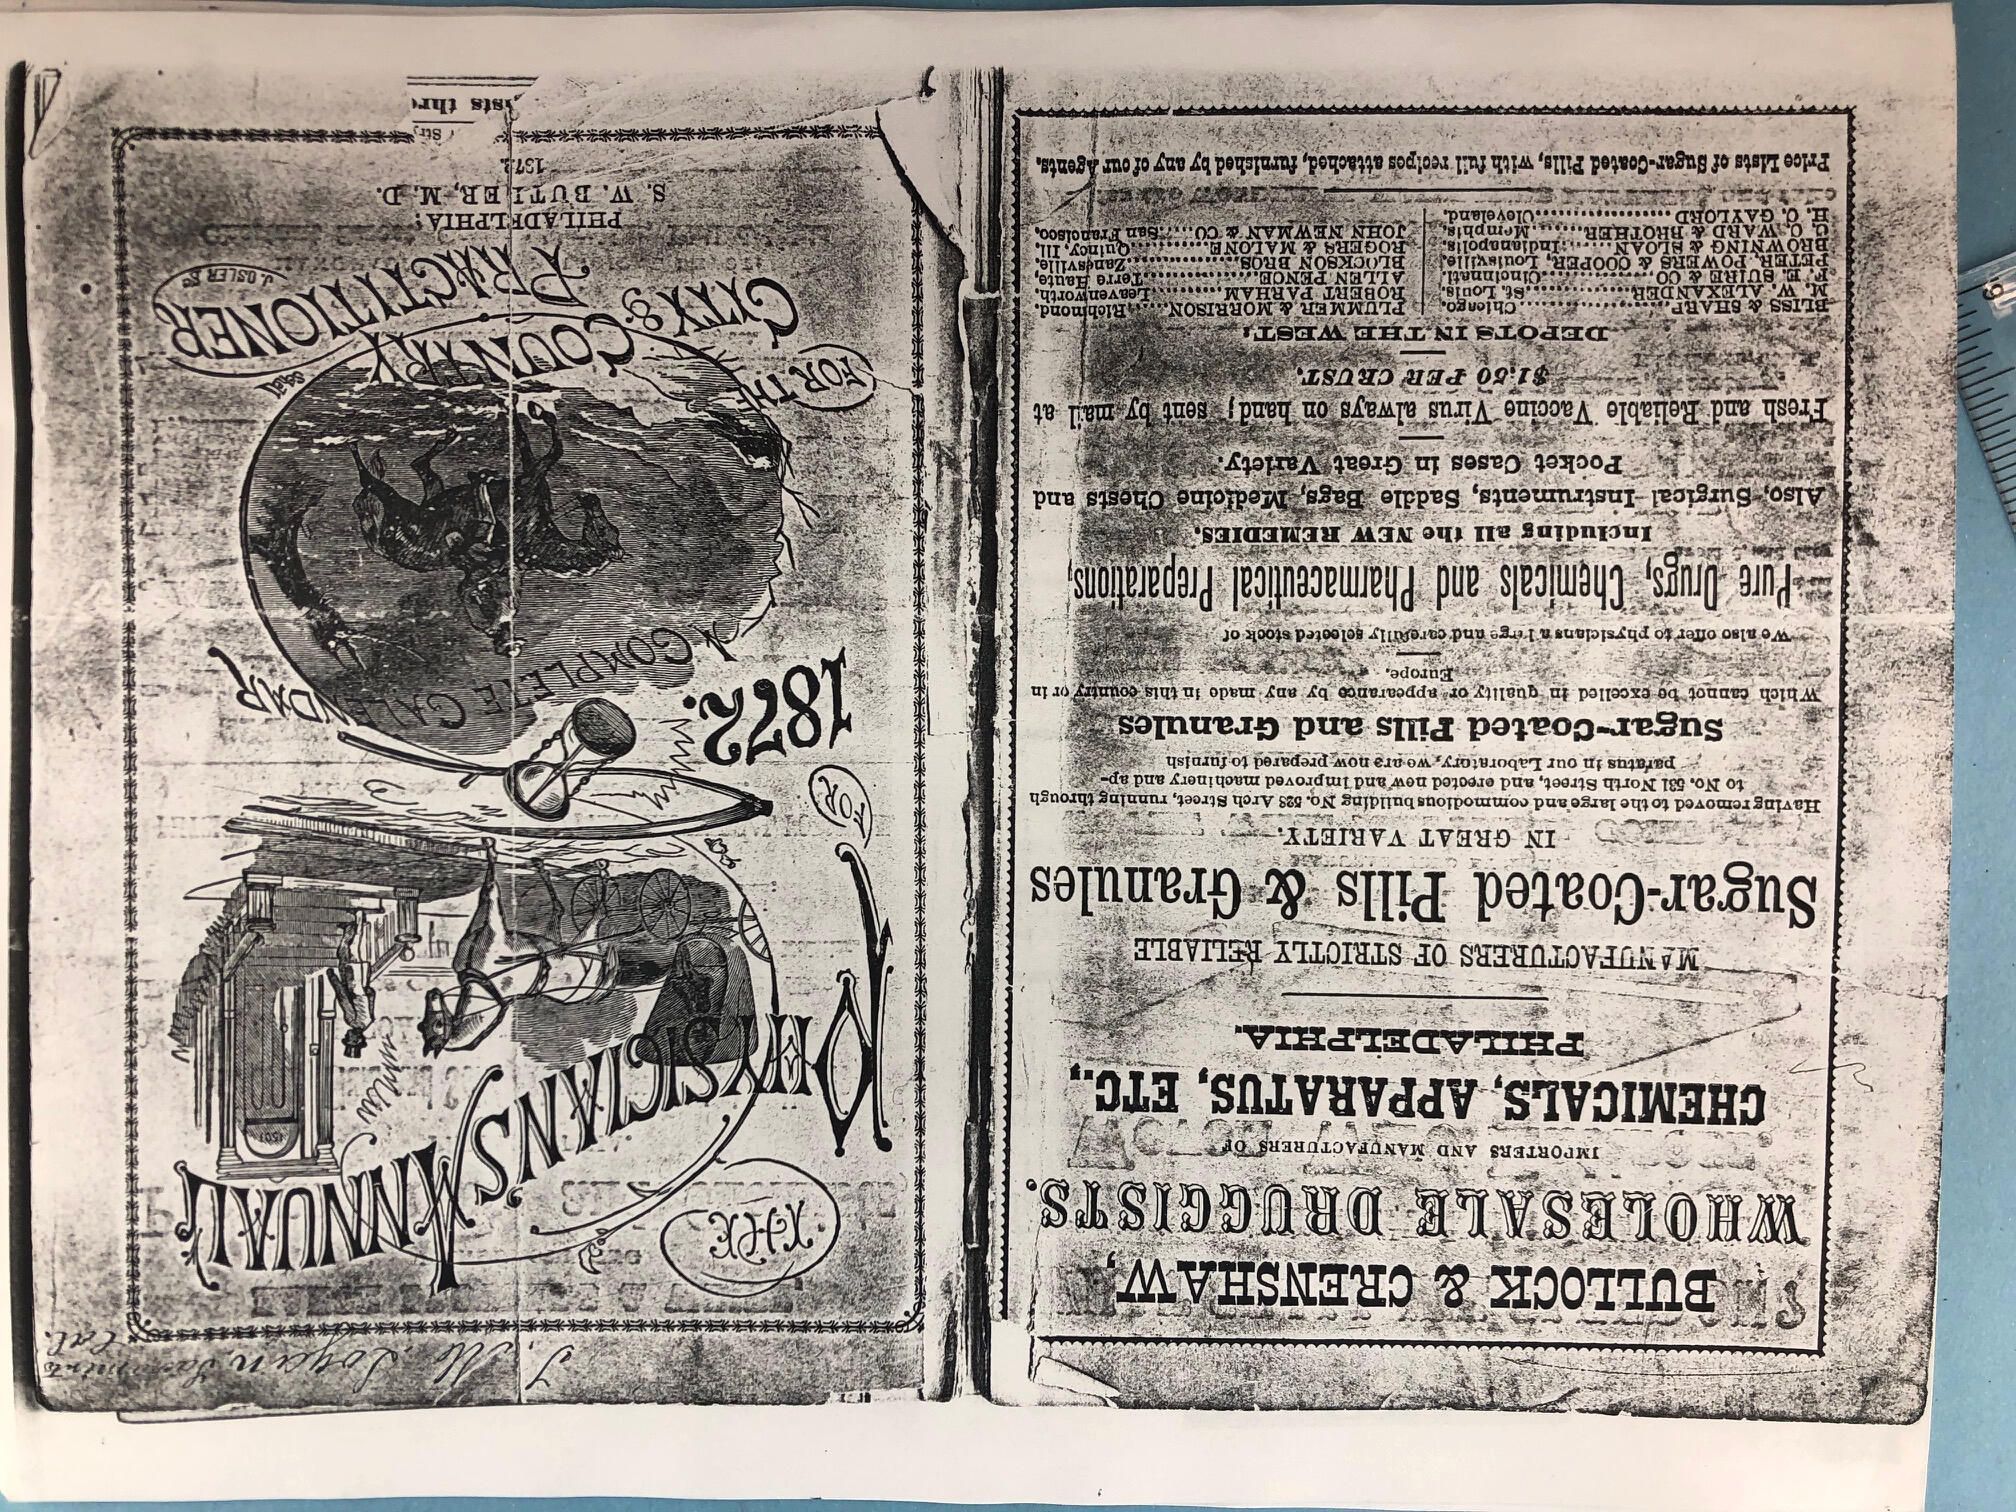 BULLOCK & CRENSHAW,
WHOLESALE DRUGGISTS.
IMPORTERS AND MANUFACTURERS OF
CHEMICALS, APPARATUS, ETC.,
PHILADELPHIA.
MANUFACTURERS OF STRICTLY RELIABLE
Sugar-Coated Pills & Granules
IN GREAT VARIETY.
Having removed to the large and commodious building No. 528 Arch Street, running through
to No. 531 North Street, and erected new and improved machinery and ap-
paratus in our Laboratory, we are now prepared to furnish
Sugar-Coated Pills and Granules
Which cannot be excelled in quality or appearance by any made in this country or in
Europe.
We also offer to physicians a large and carefully selected stock of
Pure Drugs, Chemicals and Pharmaceutical Preparations,
Including all the NEW REMEDIES.
Also, Surgical Instruments, Saddle Bags, Medicine Chests and
Pocket Cases in Great Variety.
Fresh and Reliable Vaccine Virus always on hand; sent by mail at
$1.50 PER CRUST.
DEPOTS IN THE WEST:
BLISS & SHARP..........Chicago.
M. W. ALEXANDER..........St. Louis.
F. E. SUIRE & CO..........Cincinnati.
PETER, POWERS & COOPER, Louisville.
BROWNING & SLOAN..........Indianapolis.
G. C. WARD & BROTHER..........Memphis.
H. C. GAYLORD..........Cleveland.
PLUMMER & MORRISON....Richmond.
ROBERT PARHAM..........Leavenworth.
ALLEN PENCE..........Terre Haute.
BLOCKSON BROS..........Zanesville.
ROGERS & MALONE..........Quincy, Ill.
JOHN NEWMAN & CO....San Francisco.
Price Lists of Sugar-Coated Pills, with full recipes attached, furnished by any of our Agents.
T. M. Logan, Sacramento
Cal.
THE
PHYSICIANS
ANNUAL
FOR
1872.
A COMPLETE CALENDAR
FOR THE
CITY & COUNTRY
PRACTITIONER
J. OSLER &
PHILADELPHIA:
S. W. BUTLER, M. D.
1872.